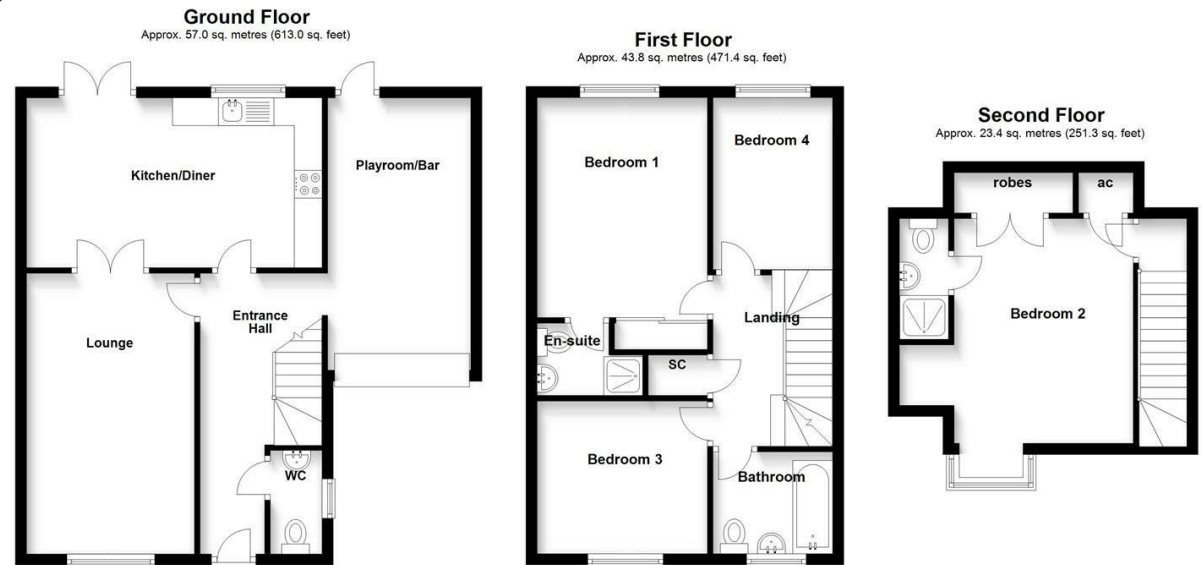 Ground Floor
Approx. 57.0 sq. metres (613.0 sq. feet)
Kitchen/Diner
Playroom/Bar
Lounge
Entrance
Hall
WC
First Floor
Approx. 43.8 sq. metres (471.4 sq. feet)
Bedroom 1
Bedroom 4
En-suite
SC
Landing
Bedroom 3
Bathroom
Second Floor
Approx. 23.4 sq. metres (251.3 sq. feet)
robes
ac
Bedroom 2